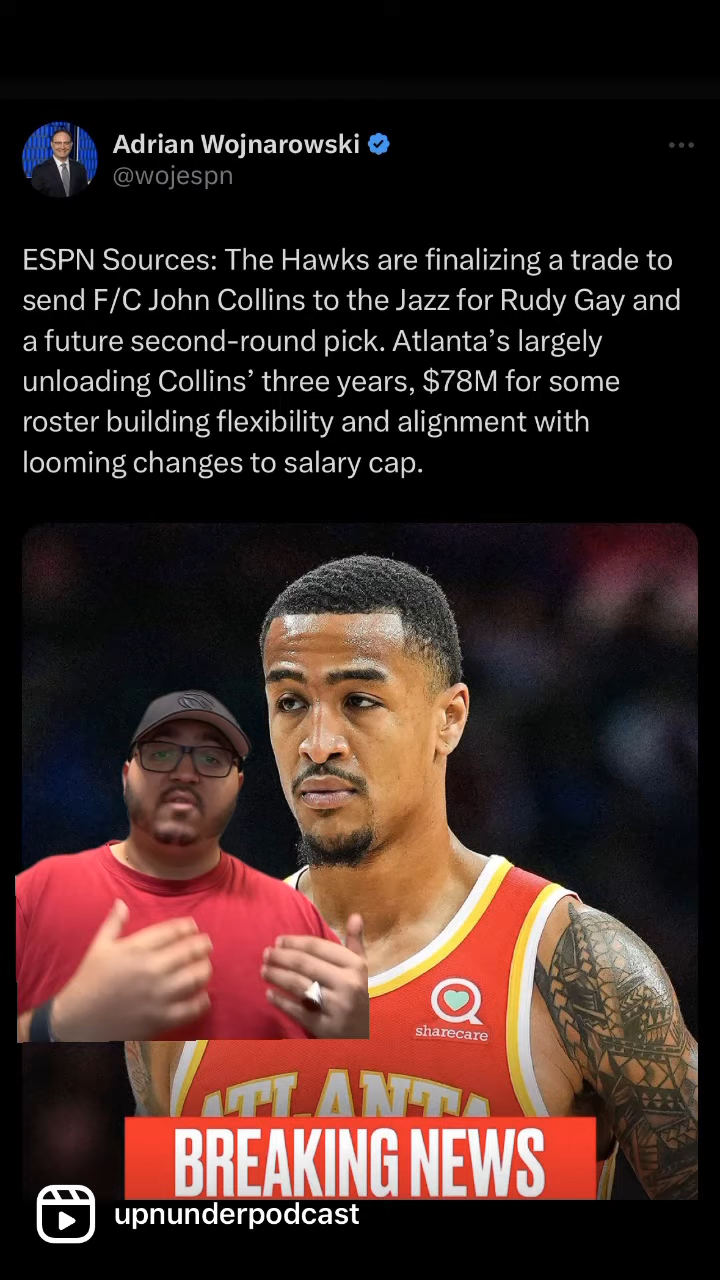 Adrian Wojnarowski
@wojespn
ESPN Sources: The Hawks are finalizing a trade to
send F/C John Collins to the Jazz for Rudy Gay and
a future second-round pick. Atlanta’s largely
unloading Collins’ three years, $78M for some
roster building flexibility and alignment with
looming changes to salary cap.
sharecare
ATLANTA
BREAKING NEWS
upnunderpodcast